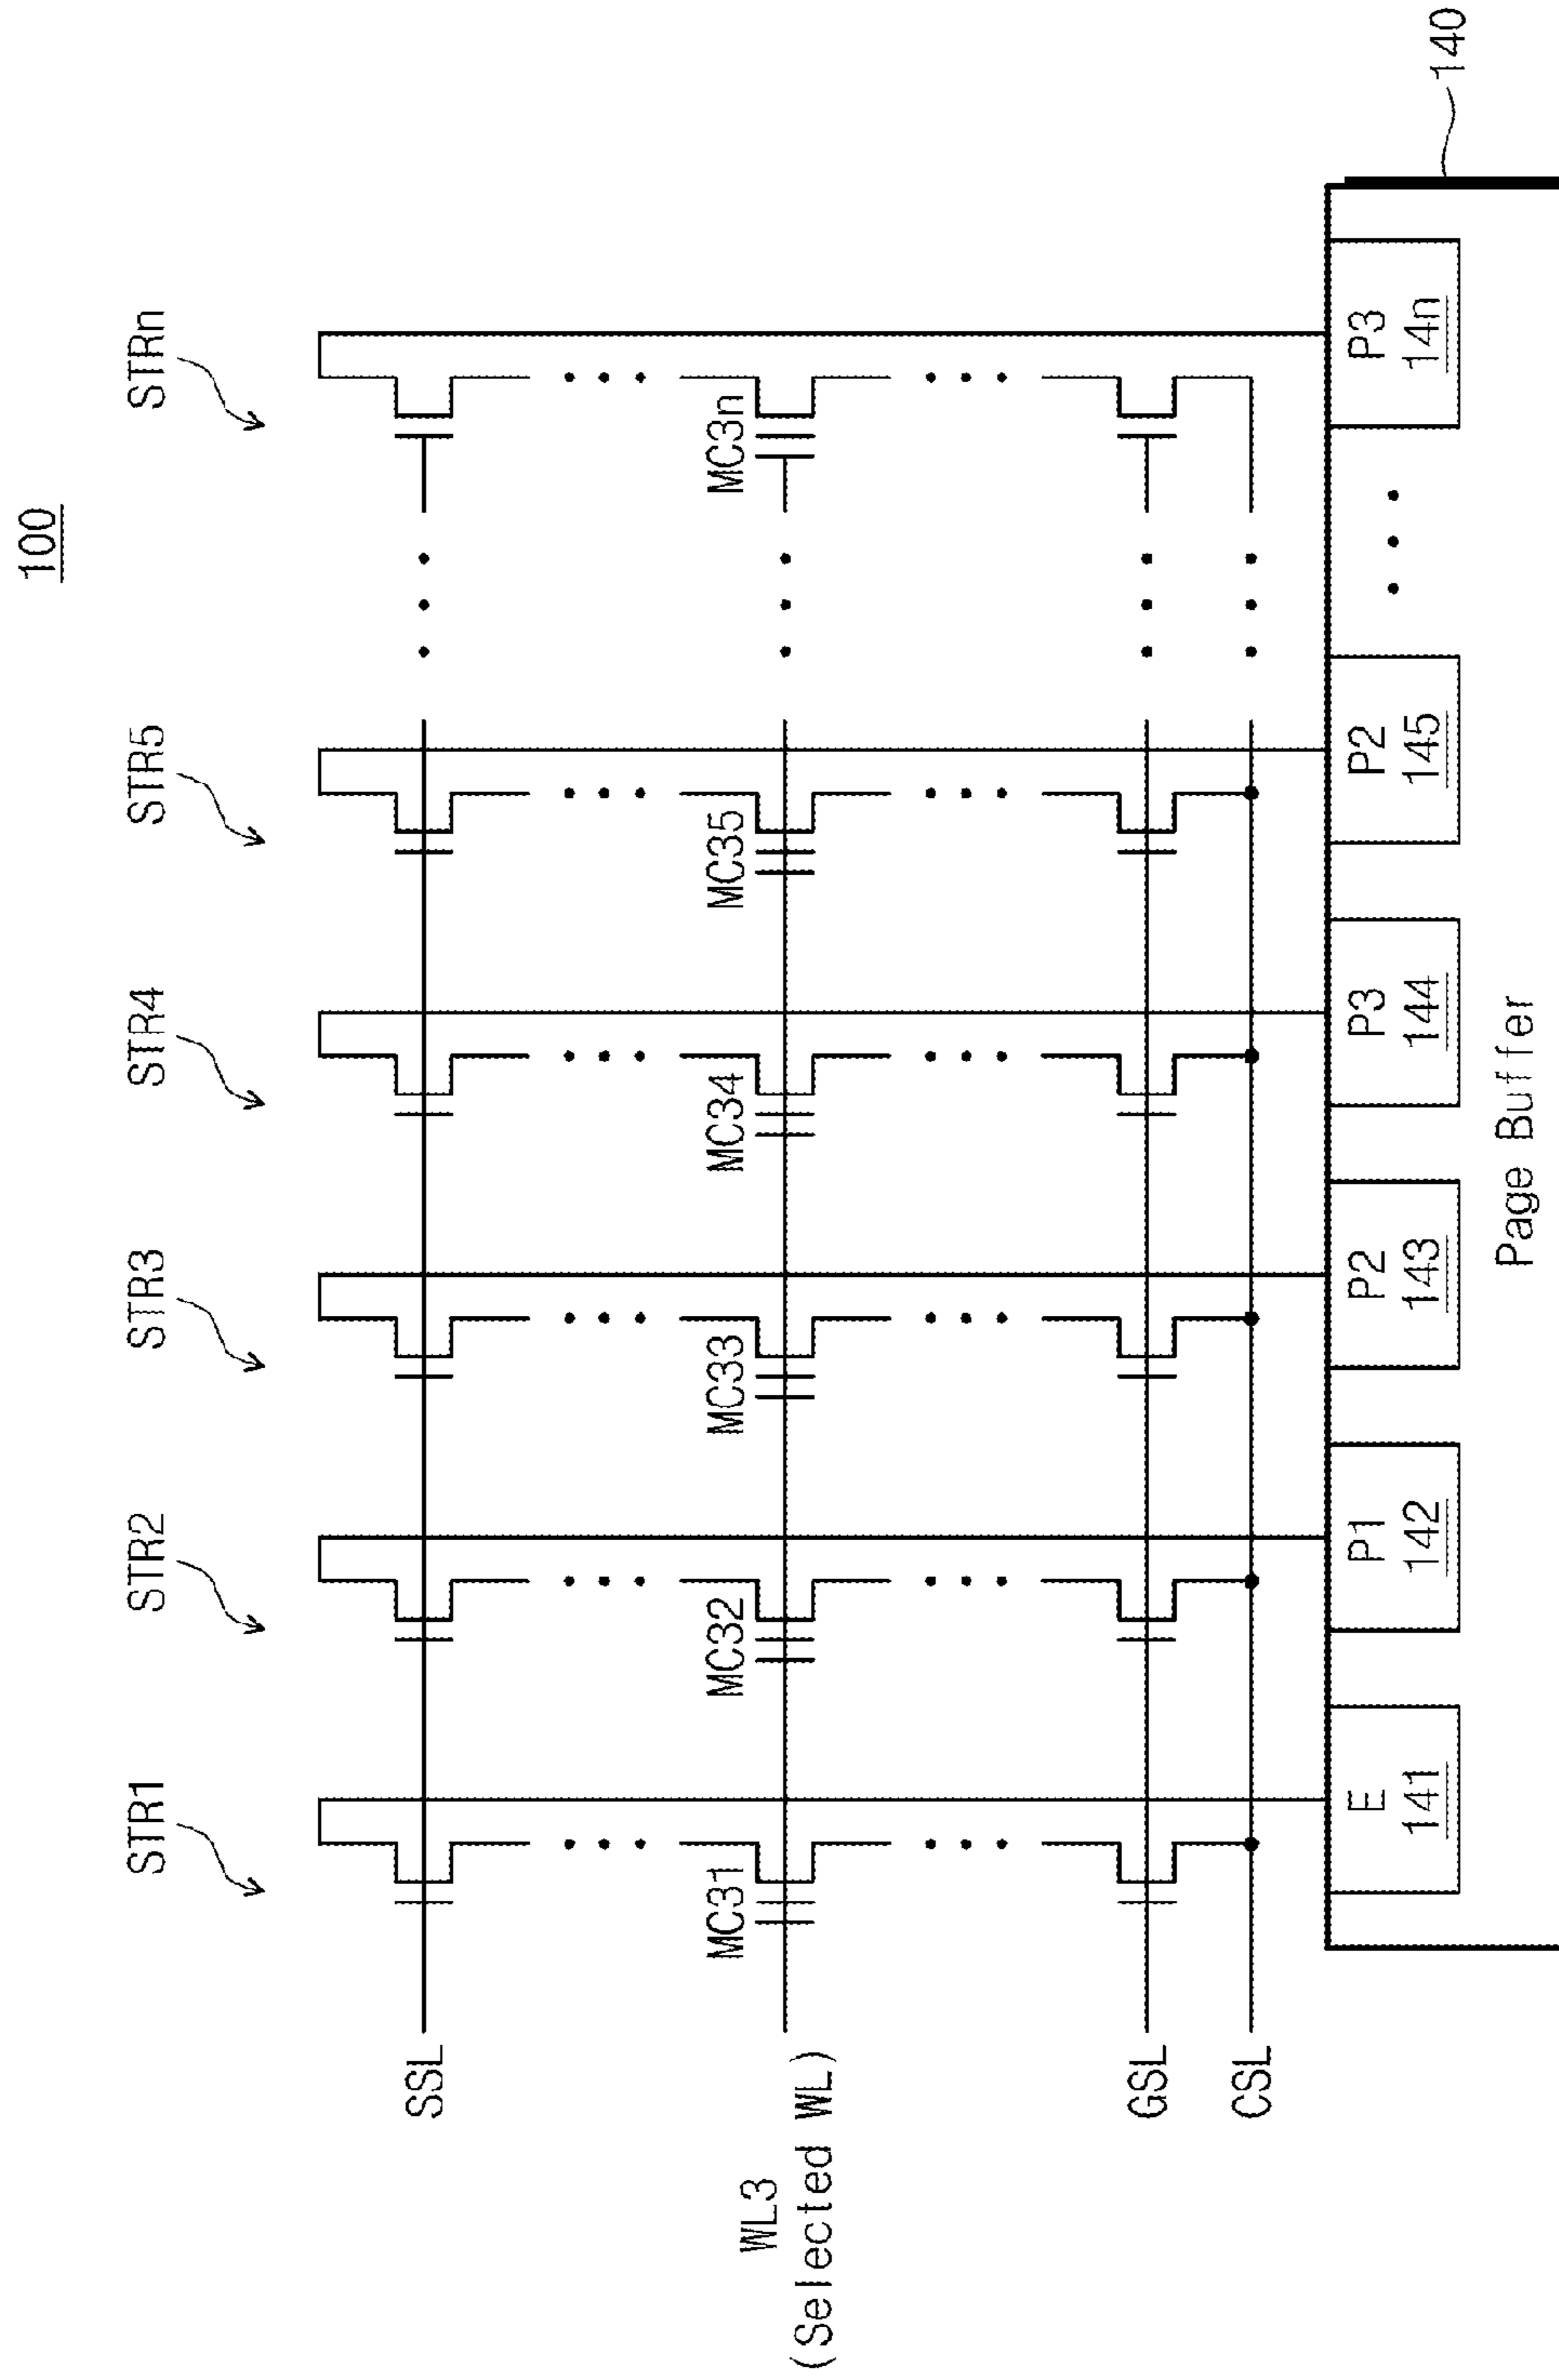 100
STR1
STR2
STR3
STR4
STR5
STRn
SSL
MC31
MC32
MC33
MC34
MC35
MC3n
WL3
(Selected WL)
GSL
CSL
E
141
P1
142
P2
143
P3
144
P2
145
P3
14n
Page Buffer
140